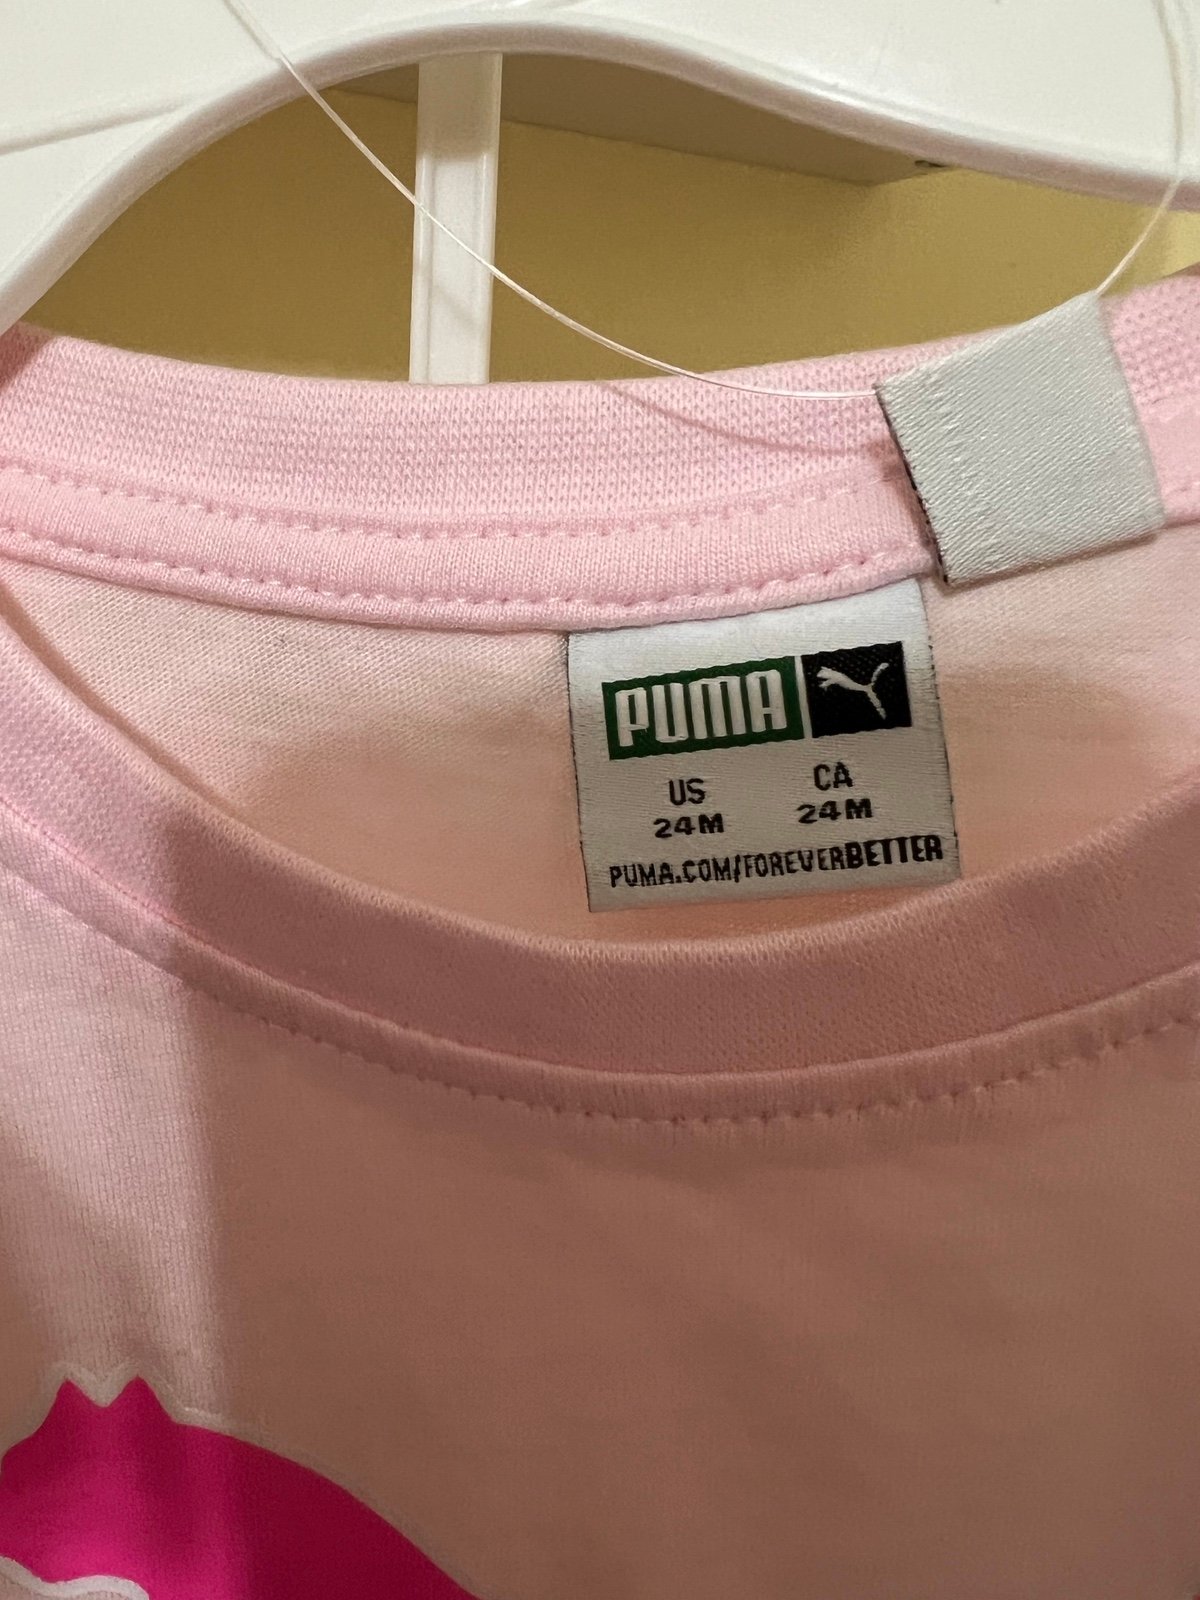 PUMA
US CA
24M 24M
PUMA.COM/FOREVERBETTER